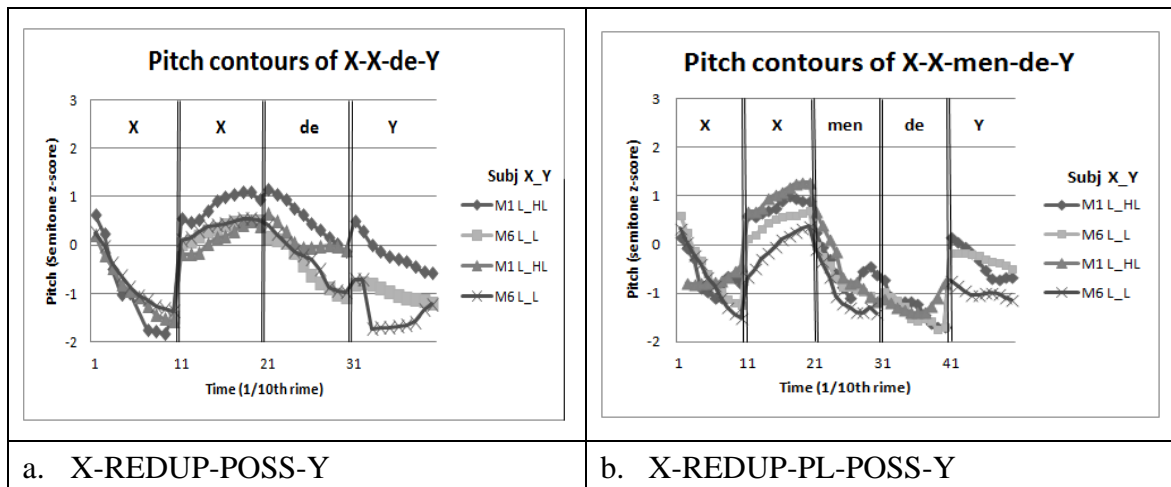 Pitch contours of X-X-de-Y
Pitch (Semitone z-score)
3
2
1
0
-1
-2
X X de Y
1 11 21 31
Time (1/10th rime)
Subj X_Y
M1 L_HL
M6 L_L
M1 L_HL
M6 L_L
Pitch contours of X-X-men-de-Y
Pitch (semitone z-score)
3
2
1
0
-1
-2
X X men de Y
1 11 21 31 41
Time (1/10th rime)
Subj X_Y
M1 L_HL
M6 L_L
M1 L_HL
M6 L_L
a. X-REDUP-POSS-Y
b. X-REDUP-PL-POSS-Y